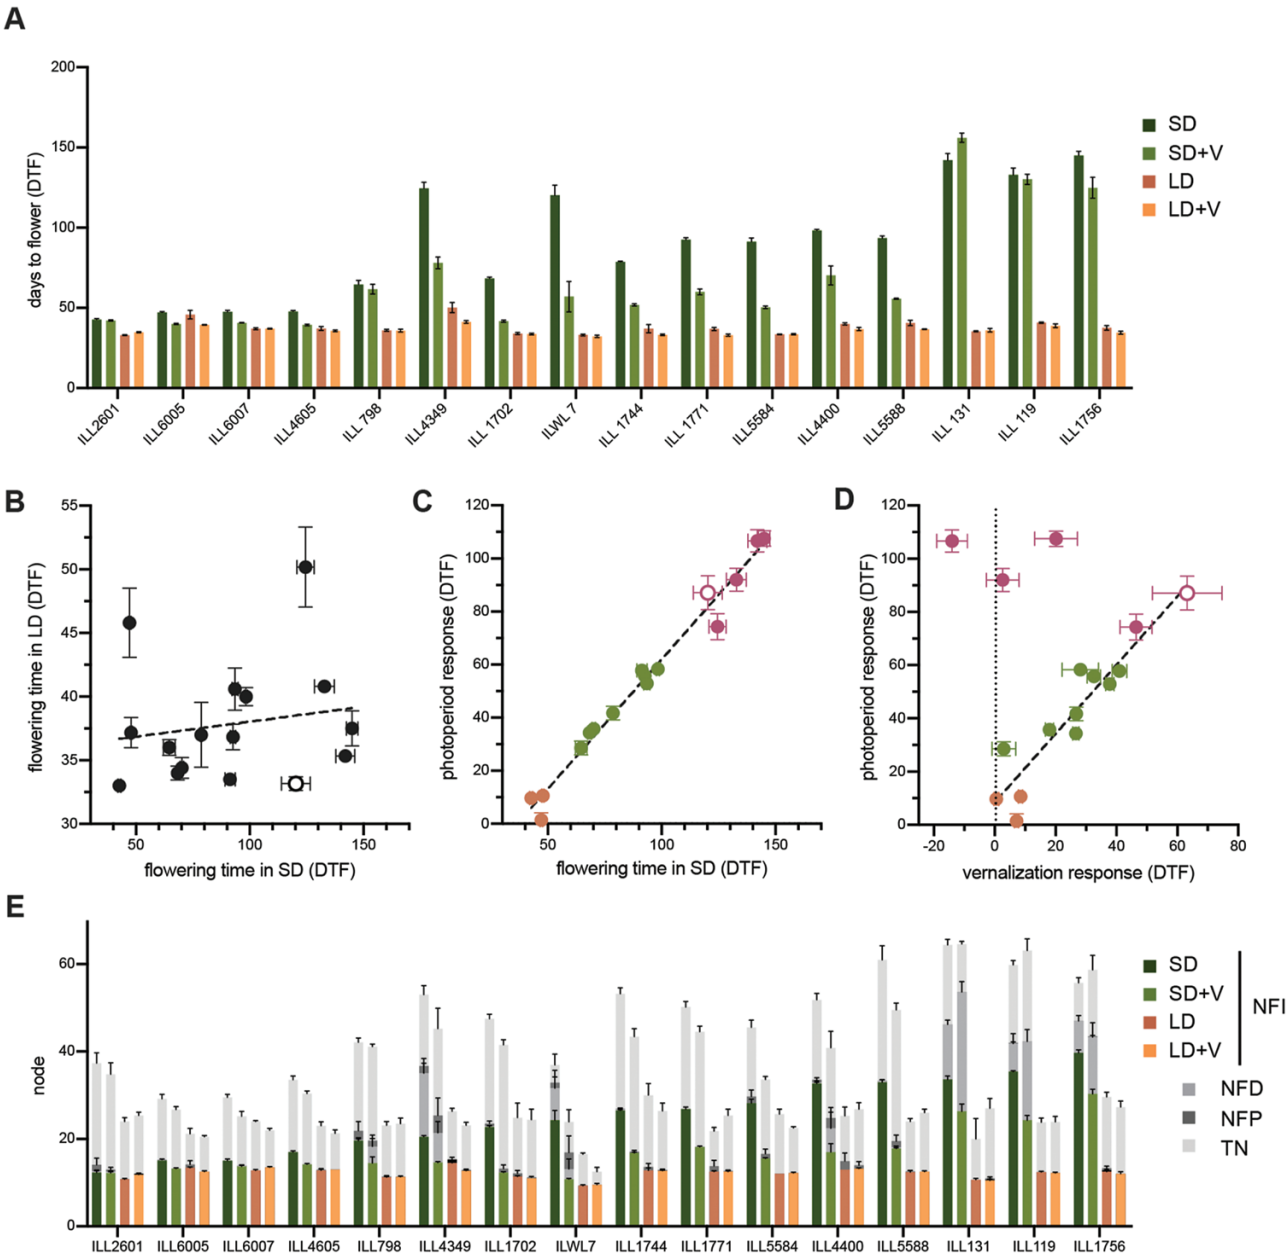 A
200
150
100
50
0
days to flower (DTF)
SD
SD+V
LD
LD+V
ILL2601
ILL6005
ILL6007
ILL4605
ILL 798
ILL4349
ILL 1702
ILWL 7
ILL 1744
ILL 1771
ILL5584
ILL4400
ILL5588
ILL 131
ILL 119
ILL 1756
B
55
50
45
40
35
30
flowering time in LD (DTF)
50
100
150
flowering time in SD (DTF)
C
120
100
80
60
40
20
0
photoperiod response (DTF)
50
100
150
flowering time in SD (DTF)
D
120
100
80
60
40
20
0
photoperiod response (DTF)
-20
0
20
40
60
80
vernalization response (DTF)
E
60
40
20
0
node
SD
SD+V
LD
LD+V
NFI
NFD
NFP
TN
ILL2601
ILL6005
ILL6007
ILL4605
ILL798
ILL4349
ILL1702
ILWL7
ILL1744
ILL1771
ILL5584
ILL4400
ILL5588
ILL131
ILL119
ILL1756